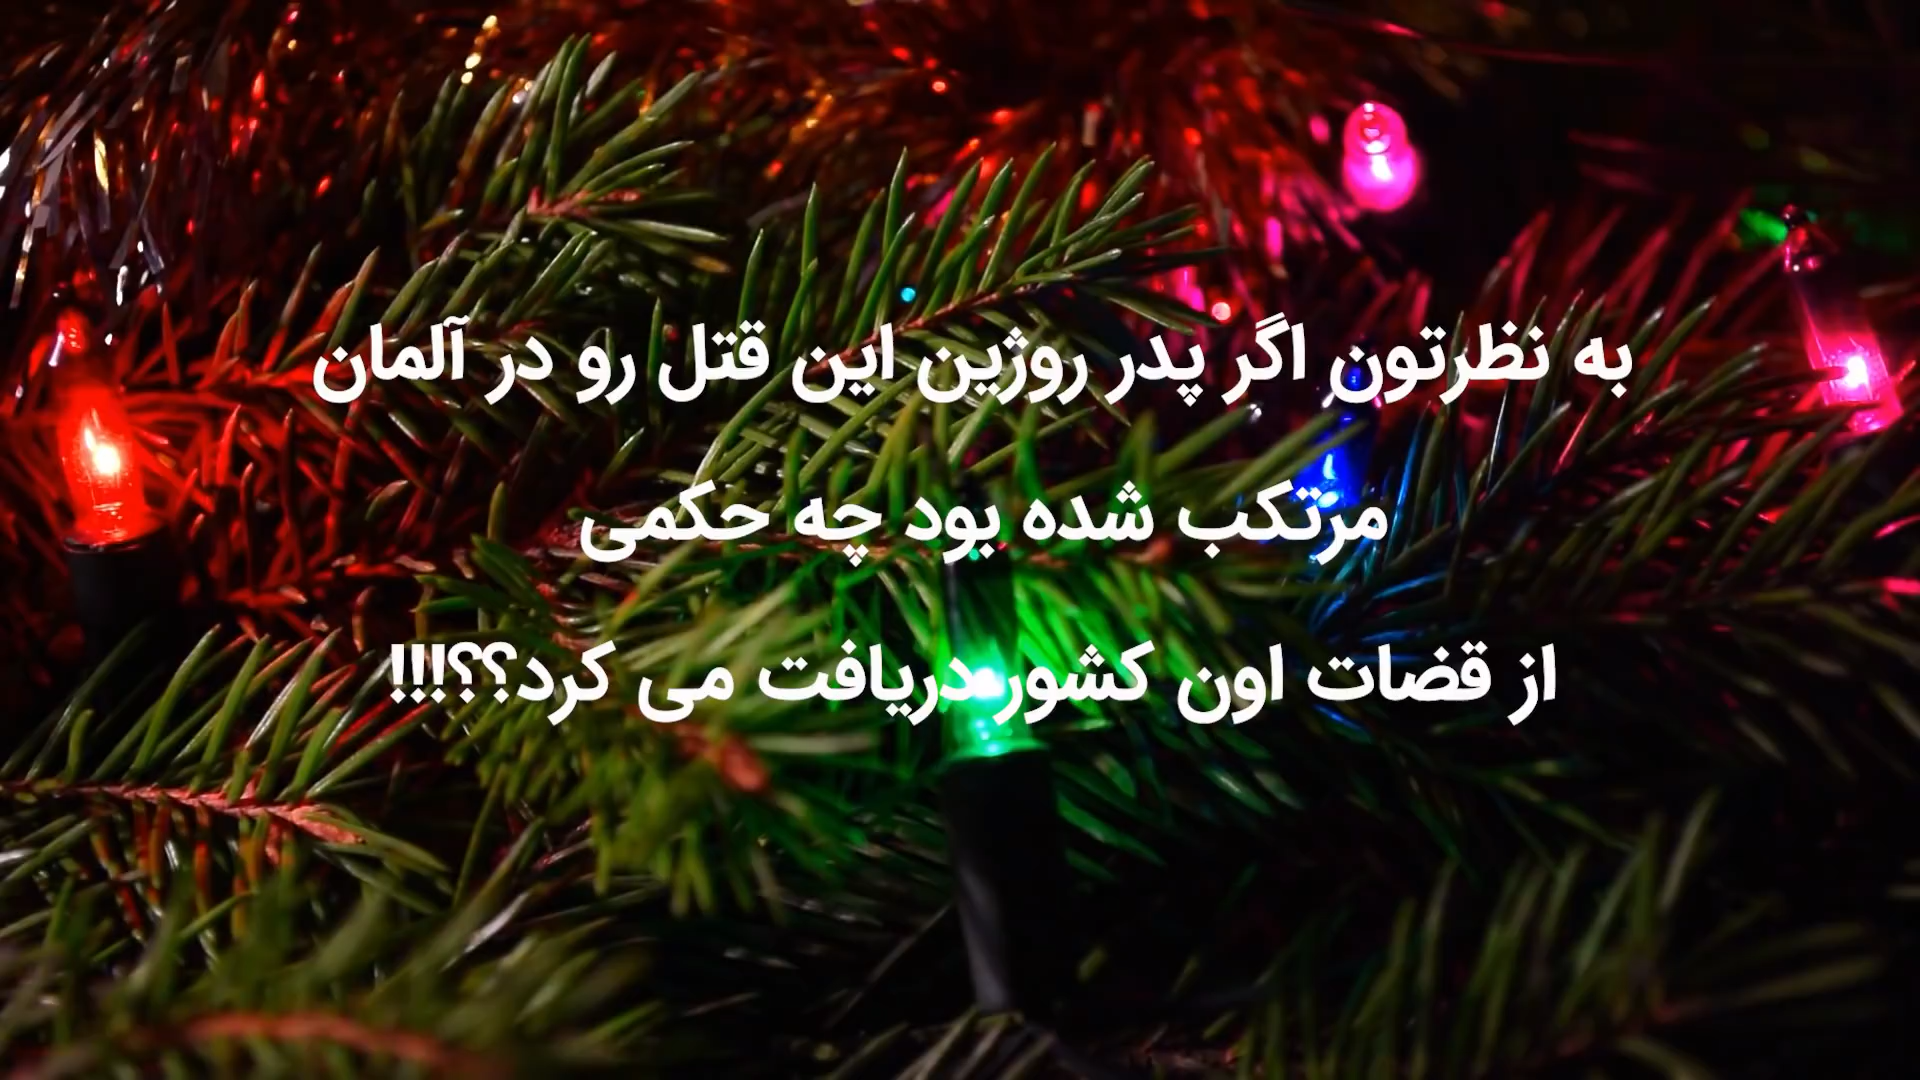 به نظرتون اگر پدر روژین این قتل رو در آلمان
مرتکب شده بود چه حکمی
از قضات اون کشور دریافت می کرد؟؟!!!